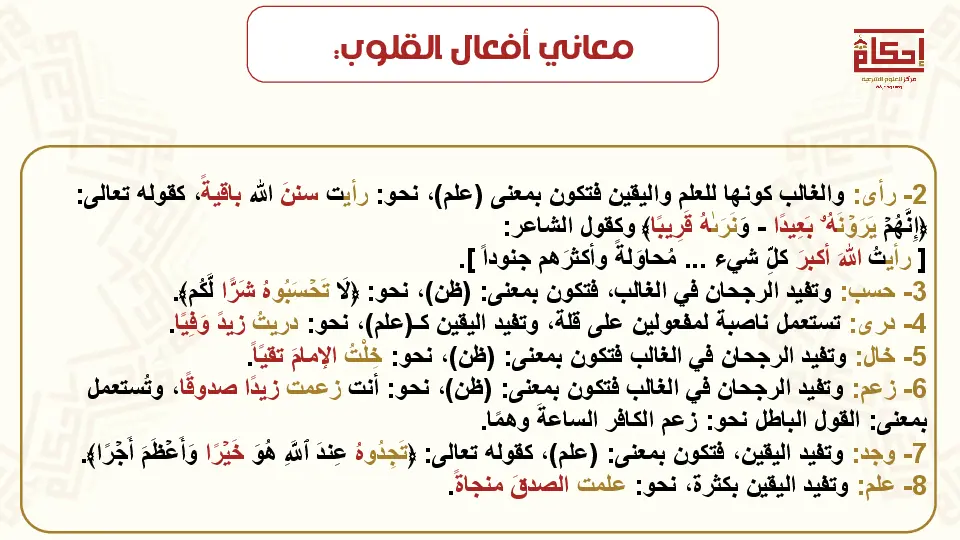 معاني أفعال القلوب:
إحكام
مركز للعلوم الشرعية
2- رأى: والغالب كونها للعلم واليقين فتكون بمعنى (علم)، نحو: رأيت سننَ الله باقيةً، كقوله تعالى:
﴿إِنَّهُمۡ يَرَوۡنَهُۥ بَعِيدًا - وَنَرَىٰهُ قَرِيبًا﴾ وكقول الشاعر:
[ رأيتُ اللهَ أكبرَ كلِّ شيء ... مُحاوَلةً وأكثرَهم جنوداً ].
3- حسب: وتفيد الرجحان في الغالب، فتكون بمعنى: (ظن)، نحو: ﴿لَا تَحۡسَبُوهُ شَرًّا لَّكُم﴾.
4- درى: تستعمل ناصبة لمفعولين على قلة، وتفيد اليقين كـ(علم)، نحو: دريتُ زيدً وَفِيًا.
5- خال: وتفيد الرجحان في الغالب فتكون بمعنى: (ظن)، نحو: خِلْتُ الإمامَ تقيًاً.
6- زعم: وتفيد الرجحان في الغالب فتكون بمعنى: (ظن)، نحو: أنت زعمت زيدًا صدوقًا، وتُستعمل
بمعنى: القول الباطل نحو: زعم الكافر الساعةَ وهمًا.
7- وجد: وتفيد اليقين، فتكون بمعنى: (علم)، كقوله تعالى: ﴿تَجِدُوهُ عِندَ ٱللَّهِ هُوَ خَيۡرًا وَأَعۡظَمَ أَجۡرًا﴾.
8- علم: وتفيد اليقين بكثرة، نحو: علمت الصدقَ منجاةً.